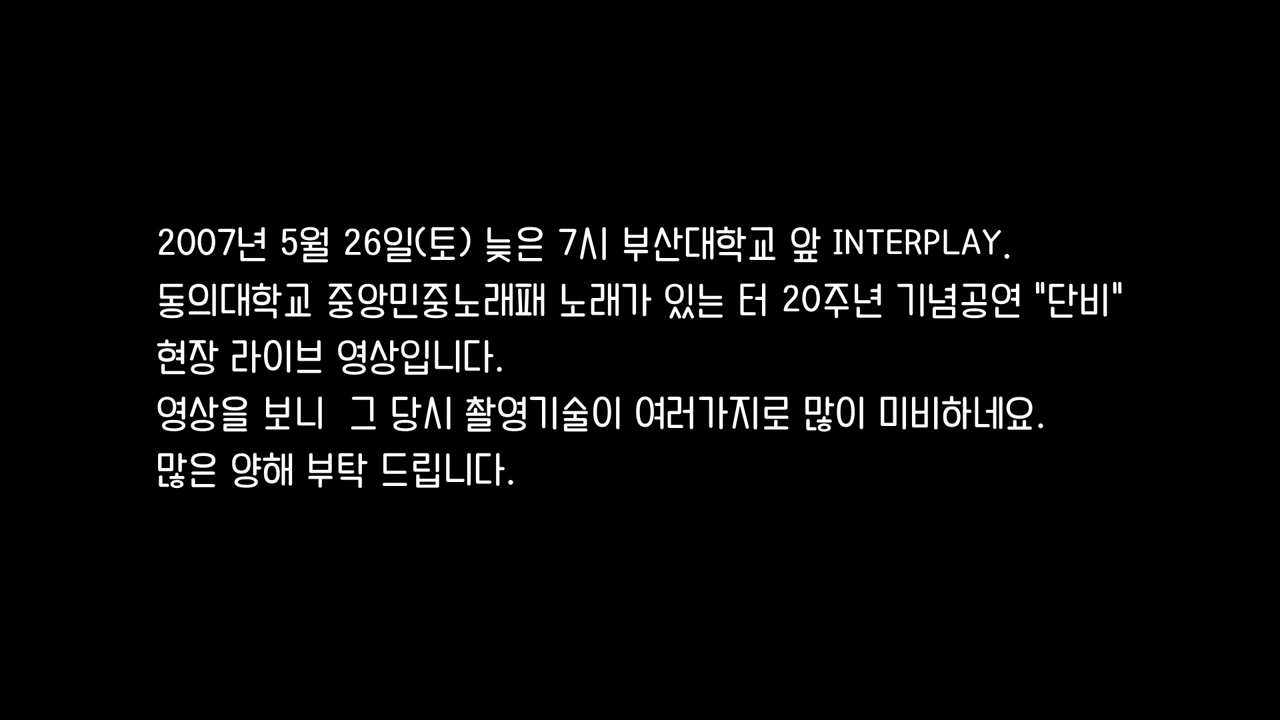 2007년 5월 26일(토) 늦은 7시 부산대학교 앞 INTERPLAY.
동의대학교 중앙민중노래패 노래가 있는 터 20주년 기념공연 "단비"
현장 라이브 영상입니다.
영상을 보니 그 당시 촬영기술이 여러가지로 많이 미비하네요.
많은 양해 부탁 드립니다.